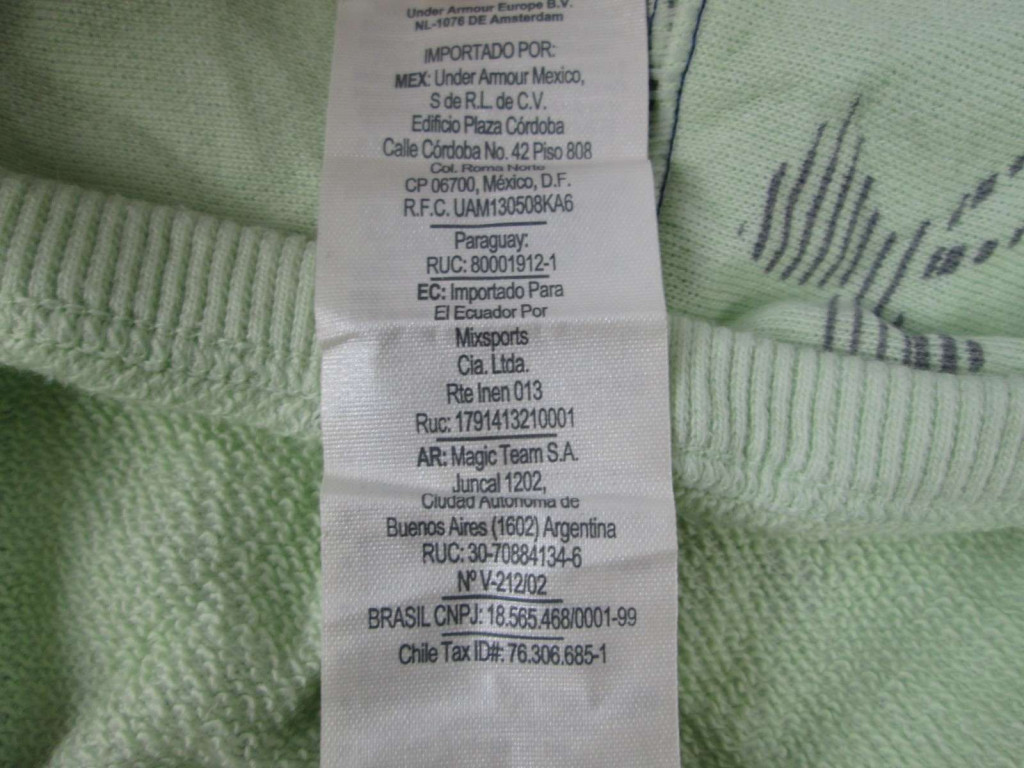 Under Armour Europe B.V.
NL-1076 DE Amsterdam
IMPORTADO POR:
MEX: Under Armour Mexico,
S de R.L. de C.V.
Edificio Plaza Córdoba
Calle Córdoba No. 42 Piso 808
Col. Roma Norte
CP 06700, México, D.F.
R.F.C. UAM130508KA6
Paraguay:
RUC: 80001912-1
EC: Importado Para
El Ecuador Por
Mixsports
Cia. Ltda.
Rte Inen 013
Ruc: 1791413210001
AR: Magic Team S.A.
Juncal 1202,
Ciudad Autonoma de
Buenos Aires (1602) Argentina
RUC: 30-70884134-6
Nº V-212/02
BRASIL CNPJ: 18.565.468/0001-99
Chile Tax ID#: 76.306.685-1